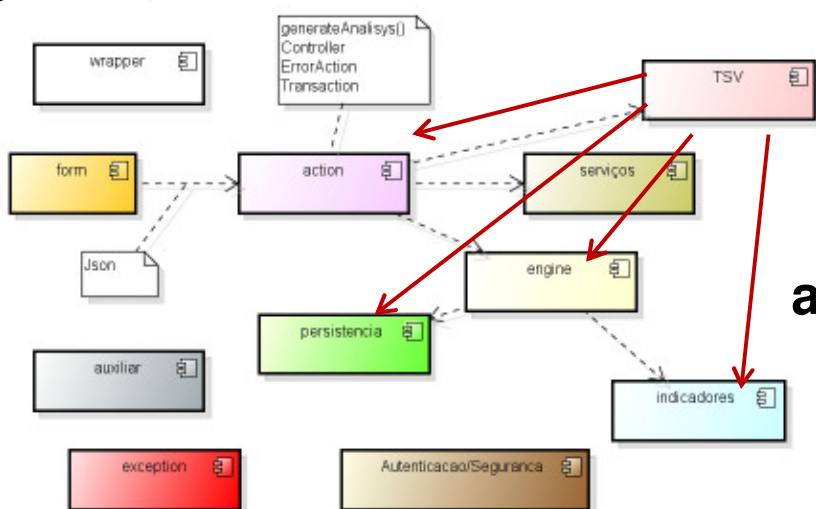 generateAnalisys()
Controller
ErrorAction
Transaction
wrapper
TSV
form
action
serviços
Json
engine
a
persistencia
auxiliar
indicadores
exception
Autenticacao/Seguranca